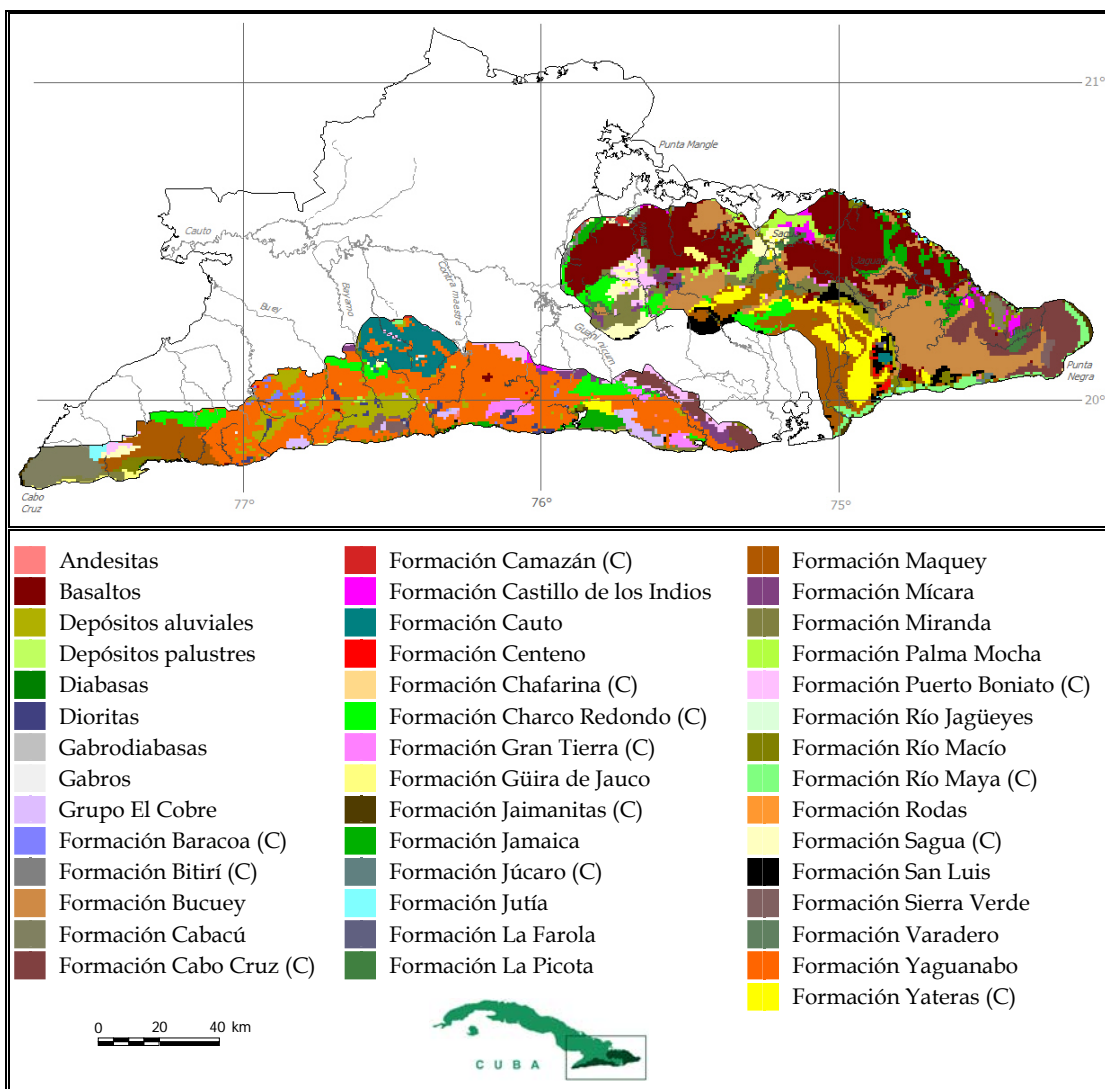 21°
Punta Mangle
Cauto
Sagua
Jaguaní
Buey
Bayamo
Contra maestre
Guaninicum
20°
Punta
Negra
Cabo
Cruz
77°
76°
75°
Andesitas
Basaltos
Depósitos aluviales
Depósitos palustres
Diabasas
Dioritas
Gabrodiabasas
Gabros
Grupo El Cobre
Formación Baracoa (C)
Formación Bitirí (C)
Formación Bucuey
Formación Cabacú
Formación Cabo Cruz (C)
Formación Camazán (C)
Formación Castillo de los Indios
Formación Cauto
Formación Centeno
Formación Chafarina (C)
Formación Charco Redondo (C)
Formación Gran Tierra (C)
Formación Güira de Jauco
Formación Jaimanitas (C)
Formación Jamaica
Formación Júcaro (C)
Formación Jutía
Formación La Farola
Formación La Picota
Formación Maquey
Formación Mícara
Formación Miranda
Formación Palma Mocha
Formación Puerto Boniato (C)
Formación Río Jagüeyes
Formación Río Macío
Formación Río Maya (C)
Formación Rodas
Formación Sagua (C)
Formación San Luis
Formación Sierra Verde
Formación Varadero
Formación Yaguanabo
Formación Yateras (C)
0 20 40 km
CUBA